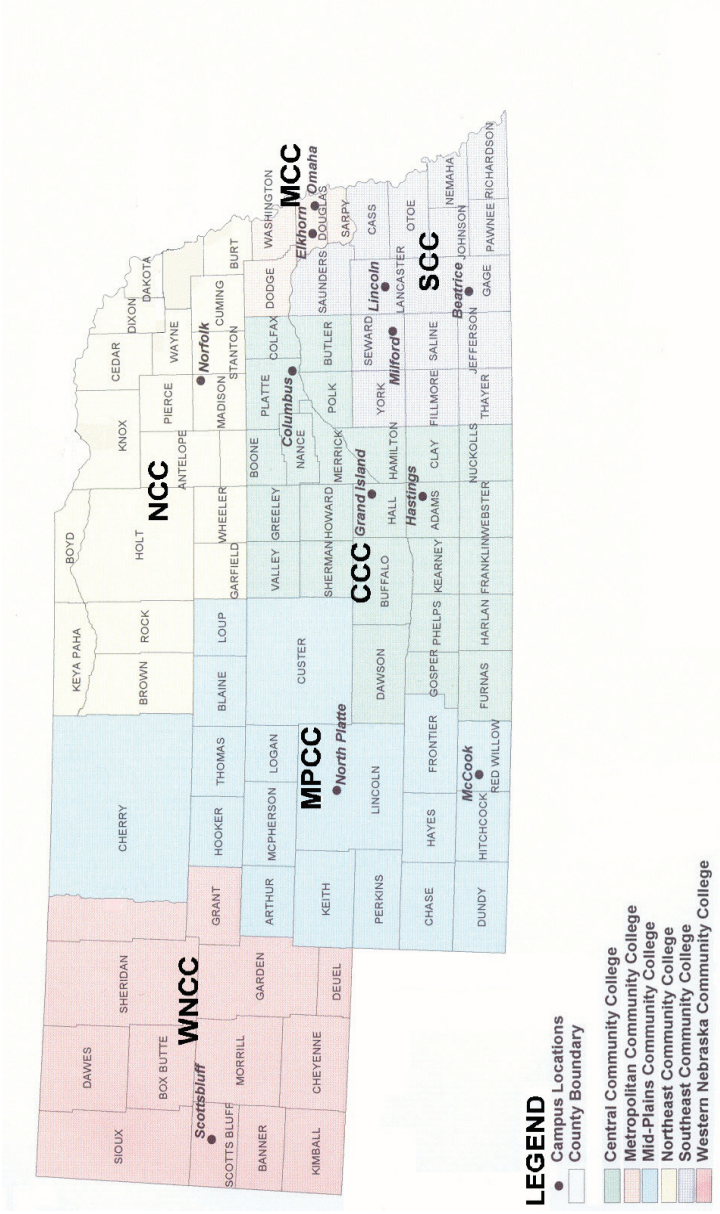 SIOUX
DAWES
SHERIDAN
CHERRY
KEYA PAHA
BOYD
BROWN
ROCK
HOLT
KNOX
CEDAR
DIXON
DAKOTA
BOX BUTTE
NCC
ANTELOPE
PIERCE
WAYNE
WNCC
Scottsbluff
SCOTTS BLUFF
MORRILL
GARDEN
GRANT
HOOKER
THOMAS
BLAINE
LOUP
GARFIELD
WHEELER
MADISON
Norfolk
STANTON
CUMING
BURT
BANNER
ARTHUR
MCPHERSON
LOGAN
CUSTER
VALLEY
GREELEY
BOONE
PLATTE
Columbus
COLFAX
DODGE
WASHINGTON
NANCE
MCC
Elkhorn
Omaha
DOUGLAS
KIMBALL
CHEYENNE
DEUEL
KEITH
MPCC
North Platte
SHERMAN
HOWARD
MERRICK
POLK
BUTLER
SAUNDERS
SARPY
PERKINS
LINCOLN
DAWSON
CCC
BUFFALO
Grand Island
HALL
HAMILTON
YORK
SEWARD
Milford
Lincoln
LANCASTER
CASS
CHASE
HAYES
FRONTIER
GOSPER
PHELPS
KEARNEY
Hastings
ADAMS
CLAY
FILLMORE
SALINE
SCC
OTOE
DUNDY
HITCHCOCK
McCook
RED WILLOW
FURNAS
HARLAN
FRANKLIN
WEBSTER
NUCKOLLS
THAYER
JEFFERSON
Beatrice
GAGE
JOHNSON
NEMAHA
PAWNEE
RICHARDSON
LEGEND
Campus Locations
County Boundary
Central Community College
Metropolitan Community College
Mid-Plains Community College
Northeast Community College
Southeast Community College
Western Nebraska Community College